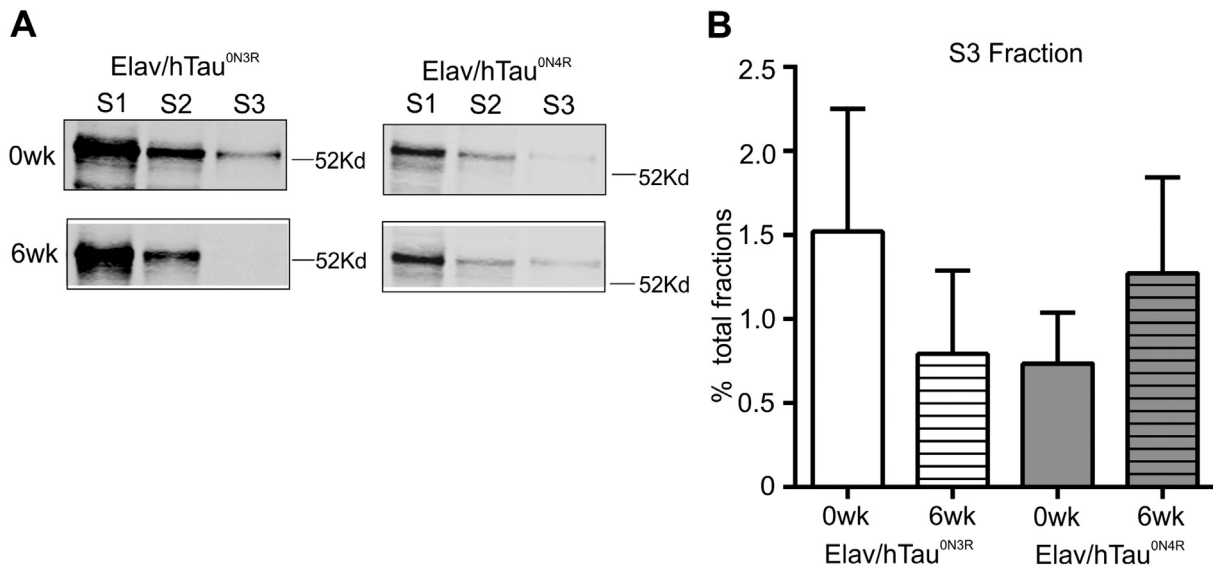 A
Elav/hTau0N3R
Elav/hTau0N4R
S1 S2 S3
S1 S2 S3
0wk
52Kd
52Kd
6wk
52Kd
52Kd
B
S3 Fraction
% total fractions
2.5
2.0
1.5
1.0
0.5
0
0wk 6wk 0wk 6wk
Elav/hTau0N3R Elav/hTau0N4R